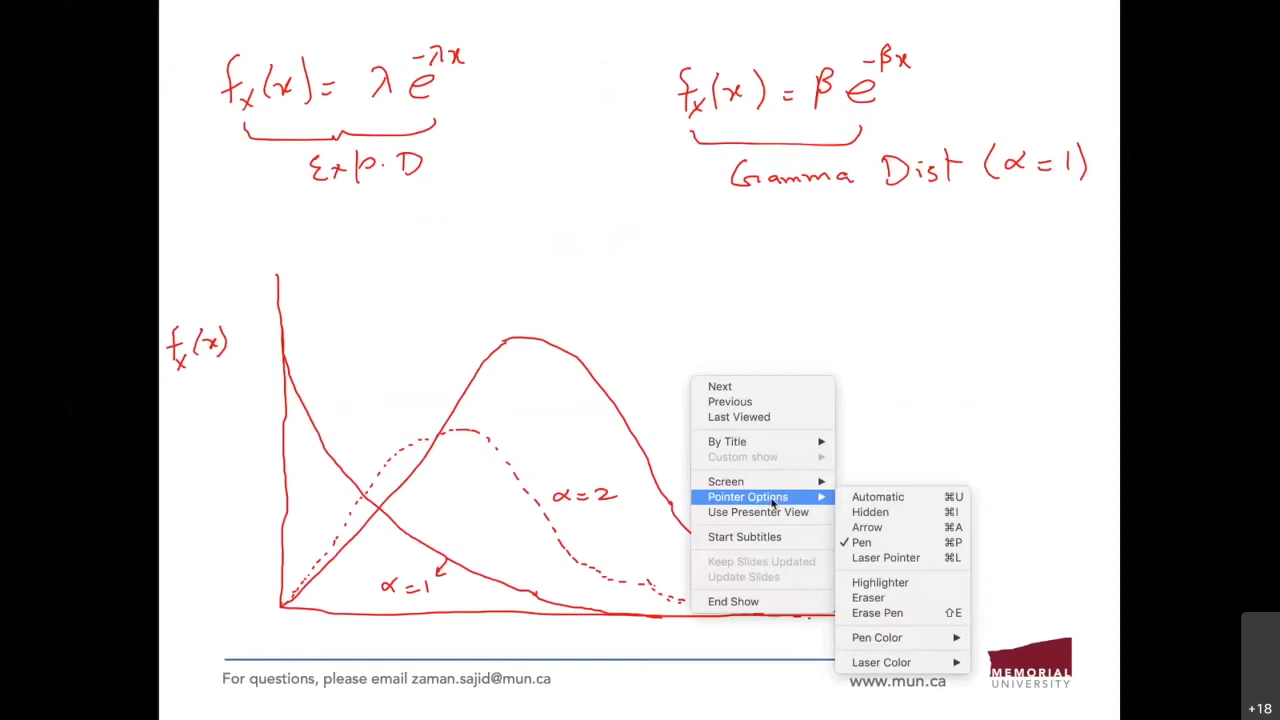 f_x(x) = λ e^{-λx}
Exp. D
f_x(x) = β e^{-βx}
Gamma Dist (α = 1)
f_x(x)
α = 2
α = 1
Next
Previous
Last Viewed
By Title
Custom show
Screen
Pointer Options
Use Presenter View
Start Subtitles
Keep Slides Updated
Update Slides
End Show
Automatic ⌘U
Hidden ⌘I
Arrow ⌘A
✓ Pen ⌘P
Laser Pointer ⌘L
Highlighter
Eraser
Erase Pen ⇧E
Pen Color
Laser Color
For questions, please email zaman.sajid@mun.ca
www.mun.ca
MEMORIAL
UNIVERSITY
+18